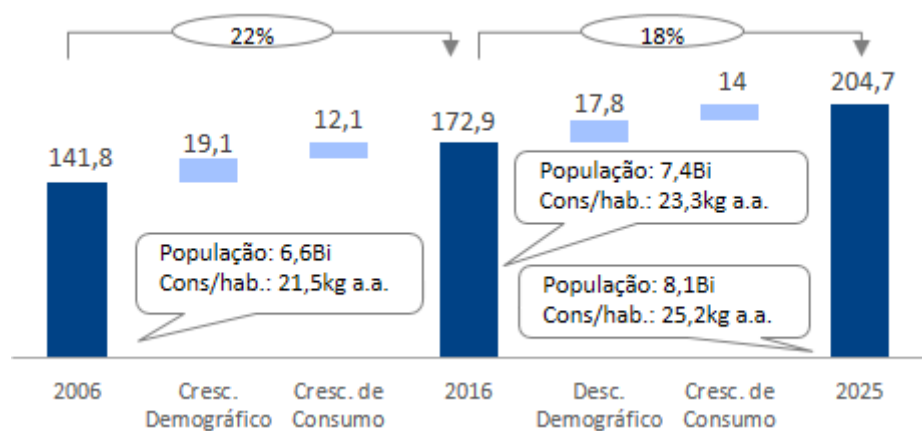 22%
18%
141,8
19,1
12,1
172,9
17,8
14
204,7
População: 6,6Bi
Cons/hab.: 21,5kg a.a.
População: 7,4Bi
Cons/hab.: 23,3kg a.a.
População: 8,1Bi
Cons/hab.: 25,2kg a.a.
2006
Cresc.
Demográfico
Cresc. de
Consumo
2016
Desc.
Demográfico
Cresc. de
Consumo
2025